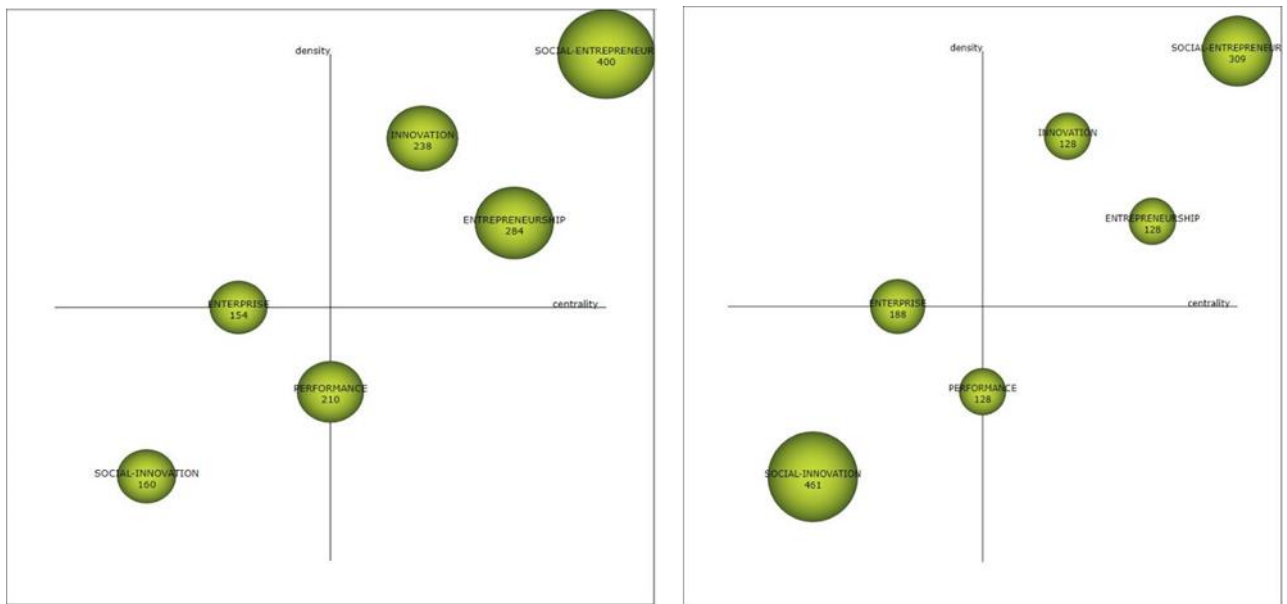 density
SOCIAL-ENTREPRENEUR
400
INNOVATION
238
ENTREPRENEURSHIP
284
ENTERPRISE
154
centrality
PERFORMANCE
210
SOCIAL-INNOVATION
160
density
SOCIAL-ENTREPRENEUR
309
INNOVATION
128
ENTREPRENEURSHIP
128
ENTERPRISE
188
centrality
PERFORMANCE
128
SOCIAL-INNOVATION
461